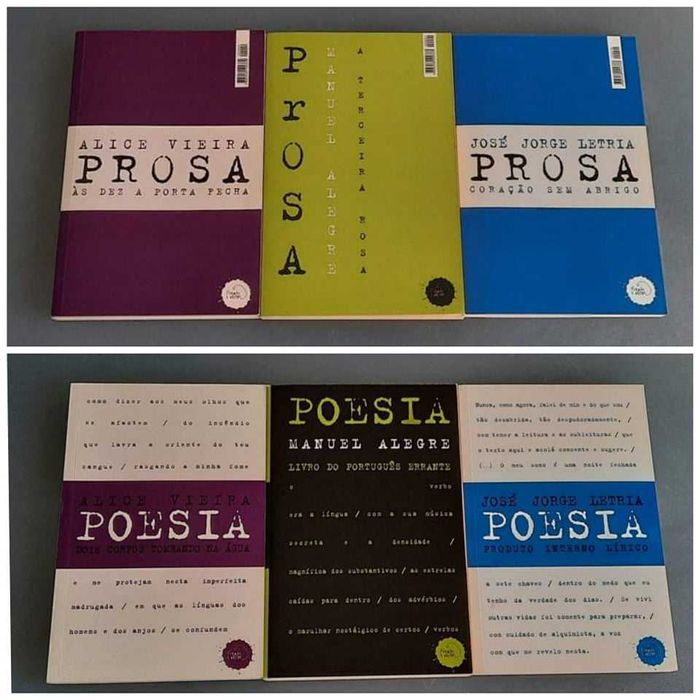 ALICE VIEIRA
PROSA
ÀS DEZ A PORTA FECHA
PROSA
MANUEL ALEGRE
A TERCEIRA ROSA
JOSÉ JORGE LETRIA
PROSA
CORAÇÃO SEM ABRIGO
como dizer aos meus olhos que
se afastem / do incêndio
que lavra a oriente do teu
sangue / rasgando a minha fome
ALICE VIEIRA
POESIA
DOIS CORPOS TOMBANDO NA ÁGUA
e me protejam nesta imperfeita
madrugada / em que as línguas dos
homens e dos anjos / se confundem
POESIA
MANUEL ALEGRE
LIVRO DO PORTUGUÊS ERRANTE
e verbo
era a língua / com a sua música
secreta e a densidade /
magnífica dos substantivos / as estrelas
caídas para dentro / dos advérbios /
o marulhar nostálgico de certos / verbos
Nunca, como agora, falei de mim e do que sou /
tão descarnada, tão despudoradamente, /
sem temer a leitura e as subleituras / que
o texto aqui e acolá consente e sugere. /
(...) O meu sono é uma noite fechada
JOSÉ JORGE LETRIA
POESIA
PRODUTO INTERNO LÍRICO
a sete chaves / dentro do medo que eu
tenho da verdade dos dias. / Se vivi
outras vidas foi somente para preparar, /
com cuidado de alquimista, a voz
com que me revelo nesta.